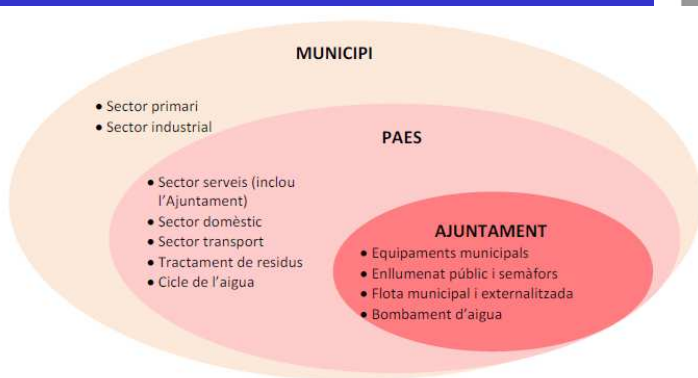 MUNICIPI
• Sector primari
• Sector industrial
PAES
• Sector serveis (inclou
l'Ajuntament)
• Sector domèstic
• Sector transport
• Tractament de residus
• Cicle de l'aigua
AJUNTAMENT
• Equipaments municipals
• Enllumenat públic i semàfors
• Flota municipal i externalitzada
• Bombament d'aigua